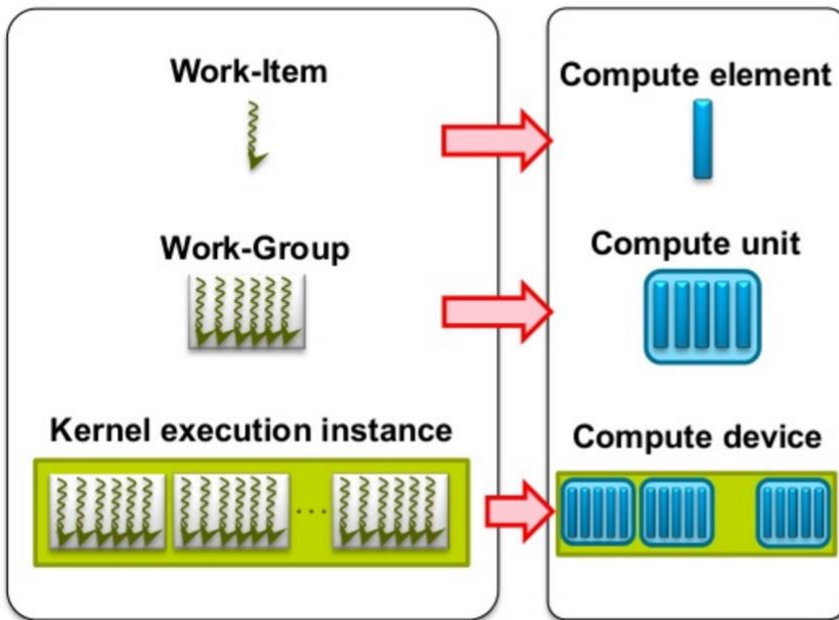 Work-Item
Compute element
Work-Group
Compute unit
Kernel execution instance
Compute device
...